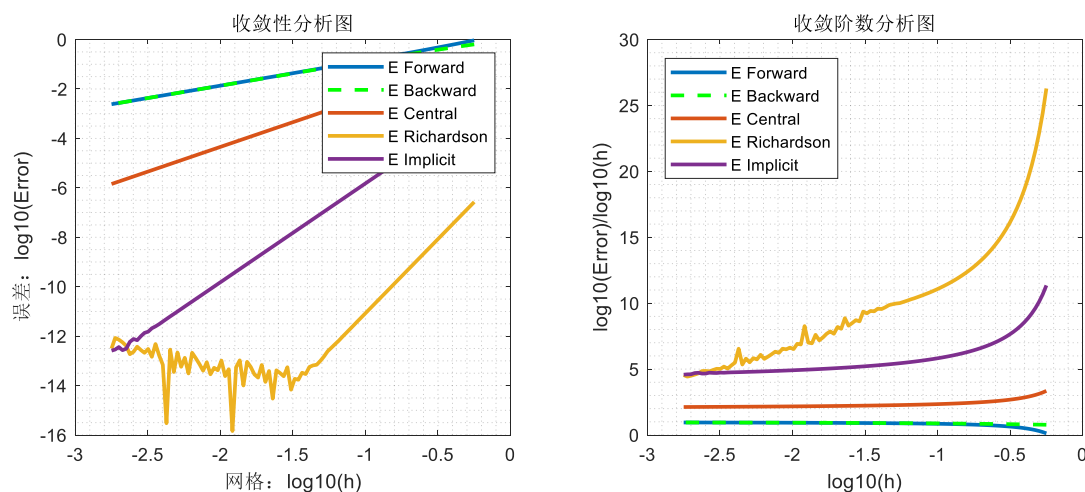 收敛性分析图
0
-2
-4
-6
-8
-10
-12
-14
-16
误差：log10(Error)
E Forward
E Backward
E Central
E Richardson
E Implicit
-3
-2.5
-2
-1.5
-1
-0.5
0
网格：log10(h)
收敛阶数分析图
30
25
20
15
10
5
0
log10(Error)/log10(h)
E Forward
E Backward
E Central
E Richardson
E Implicit
-3
-2.5
-2
-1.5
-1
-0.5
0
log10(h)